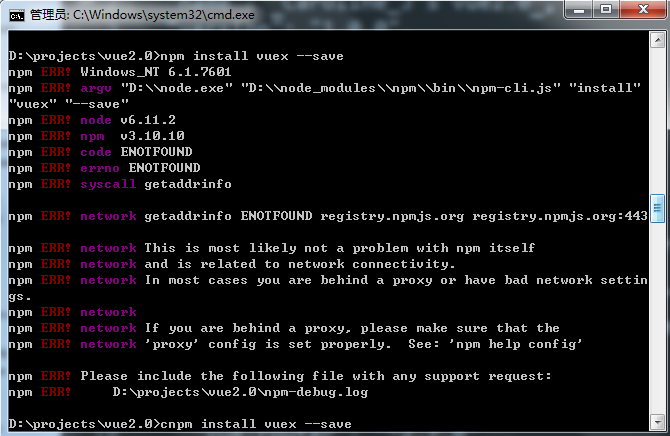 管理员: C:\Windows\system32\cmd.exe
D:\projects\vue2.0>npm install vuex --save
npm ERR! Windows_NT 6.1.7601
npm ERR! argv "D:\\node.exe" "D:\\node_modules\\npm\\bin\\npm-cli.js" "install"
"vuex" "--save"
npm ERR! node v6.11.2
npm ERR! npm  v3.10.10
npm ERR! code ENOTFOUND
npm ERR! errno ENOTFOUND
npm ERR! syscall getaddrinfo
npm ERR! network getaddrinfo ENOTFOUND registry.npmjs.org registry.npmjs.org:443
npm ERR! network This is most likely not a problem with npm itself
npm ERR! network and is related to network connectivity.
npm ERR! network In most cases you are behind a proxy or have bad network settin
gs.
npm ERR! network
npm ERR! network If you are behind a proxy, please make sure that the
npm ERR! network 'proxy' config is set properly.  See: 'npm help config'
npm ERR! Please include the following file with any support request:
npm ERR!     D:\projects\vue2.0\npm-debug.log
D:\projects\vue2.0>cnpm install vuex --save